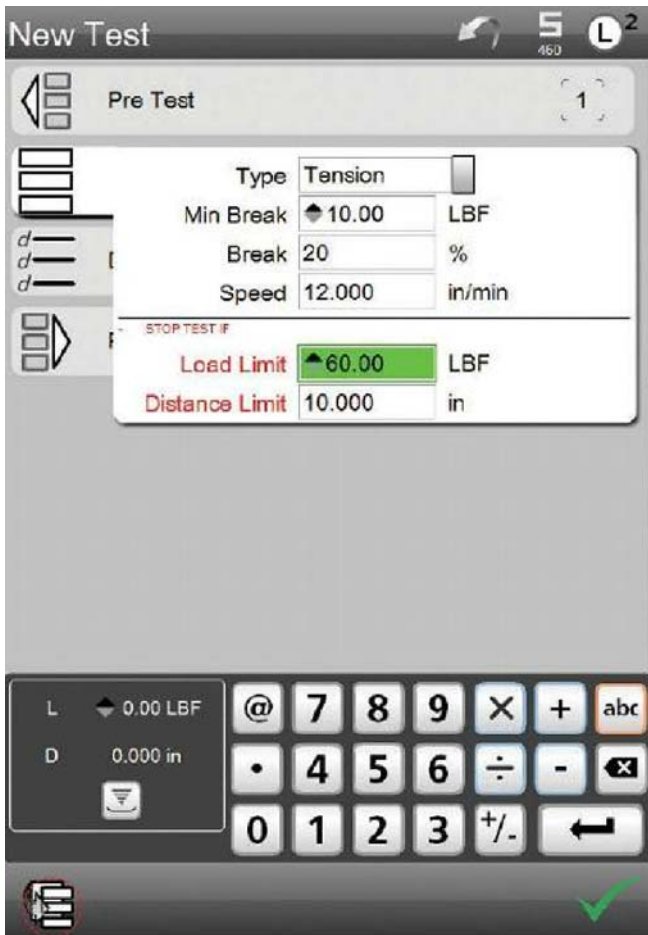 New Test
460
L 2
Pre Test 1
Type Tension
Min Break 10.00 LBF
d
d
d
Break 20 %
Speed 12.000 in/min
STOP TEST IF
Load Limit 60.00 LBF
Distance Limit 10.000 in
L 0.00 LBF
D 0.000 in
@ 7 8 9 × + abc
. 4 5 6 ÷ -
0 1 2 3 +/-